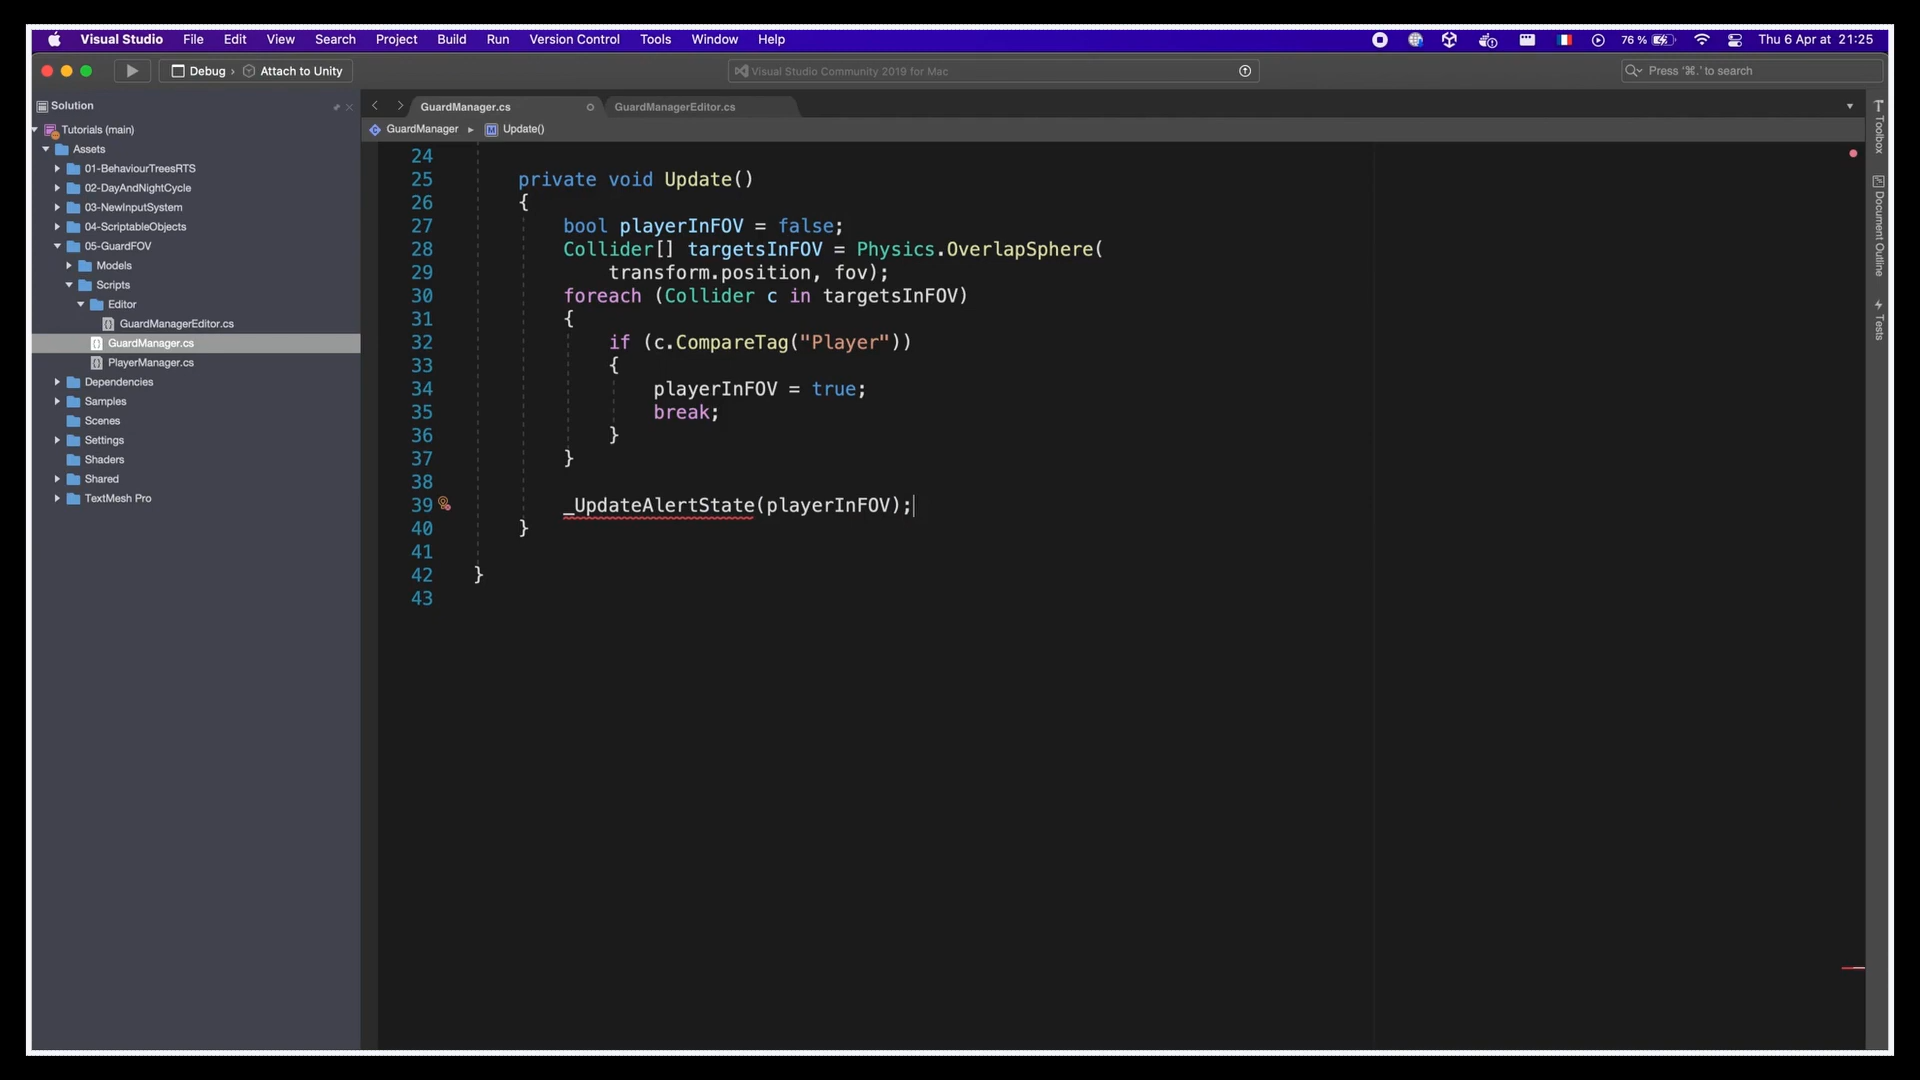 Visual Studio File Edit View Search Project Build Run Version Control Tools Window Help 76 % Thu 6 Apr at 21:25
Debug › Attach to Unity Visual Studio Community 2019 for Mac Press '⌘.' to search
Solution
Tutorials (main)
Assets
01-BehaviourTreesRTS
02-DayAndNightCycle
03-NewInputSystem
04-ScriptableObjects
05-GuardFOV
Models
Scripts
Editor
GuardManagerEditor.cs
GuardManager.cs
PlayerManager.cs
Dependencies
Samples
Scenes
Settings
Shaders
Shared
TextMesh Pro
GuardManager.cs GuardManagerEditor.cs
GuardManager ▸ M Update()
24
25 private void Update()
26 {
27 bool playerInFOV = false;
28 Collider[] targetsInFOV = Physics.OverlapSphere(
29 transform.position, fov);
30 foreach (Collider c in targetsInFOV)
31 {
32 if (c.CompareTag("Player"))
33 {
34 playerInFOV = true;
35 break;
36 }
37 }
38
39 _UpdateAlertState(playerInFOV);
40 }
41
42 }
43
Toolbox
Document Outline
Tests